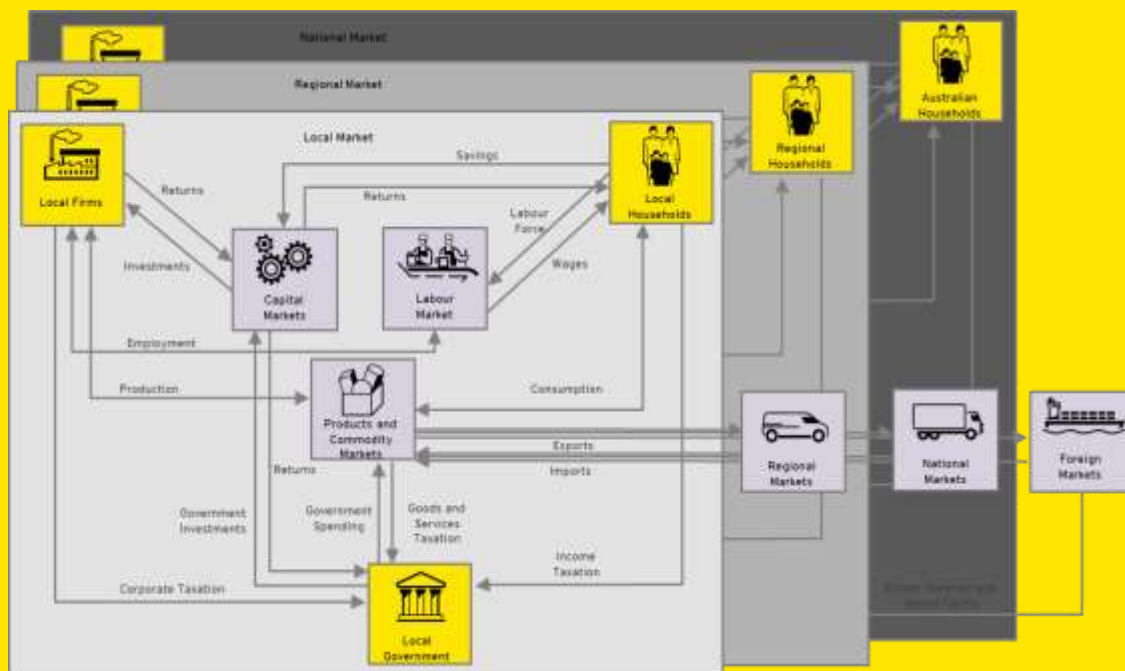 National Market
Regional Market
Local Market
Australian
Households
Regional
Households
Local
Households
Local Firms
Savings
Returns
Returns
Labour
Force
Investments
Wages
Capital
Markets
Labour
Market
Employment
Production
Consumption
Products and
Commodity
Markets
Exports
Imports
Regional
Markets
National
Markets
Foreign
Markets
Returns
Government
Investments
Government
Spending
Goods and
Services
Taxation
Income
Taxation
Corporate Taxation
Local
Government